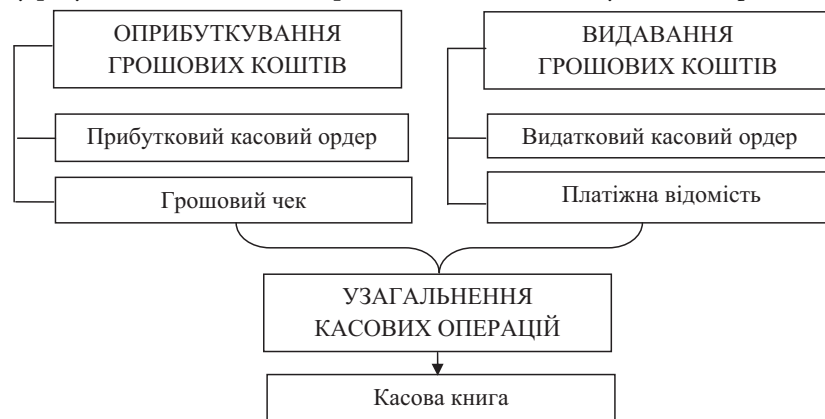 ОПРИБУТКУВАННЯ
ГРОШОВИХ КОШТІВ
Прибутковий касовий ордер
Грошовий чек
ВИДАВАННЯ
ГРОШОВИХ КОШТІВ
Видатковий касовий ордер
Платіжна відомість
УЗАГАЛЬНЕННЯ
КАСОВИХ ОПЕРАЦІЙ
Касова книга